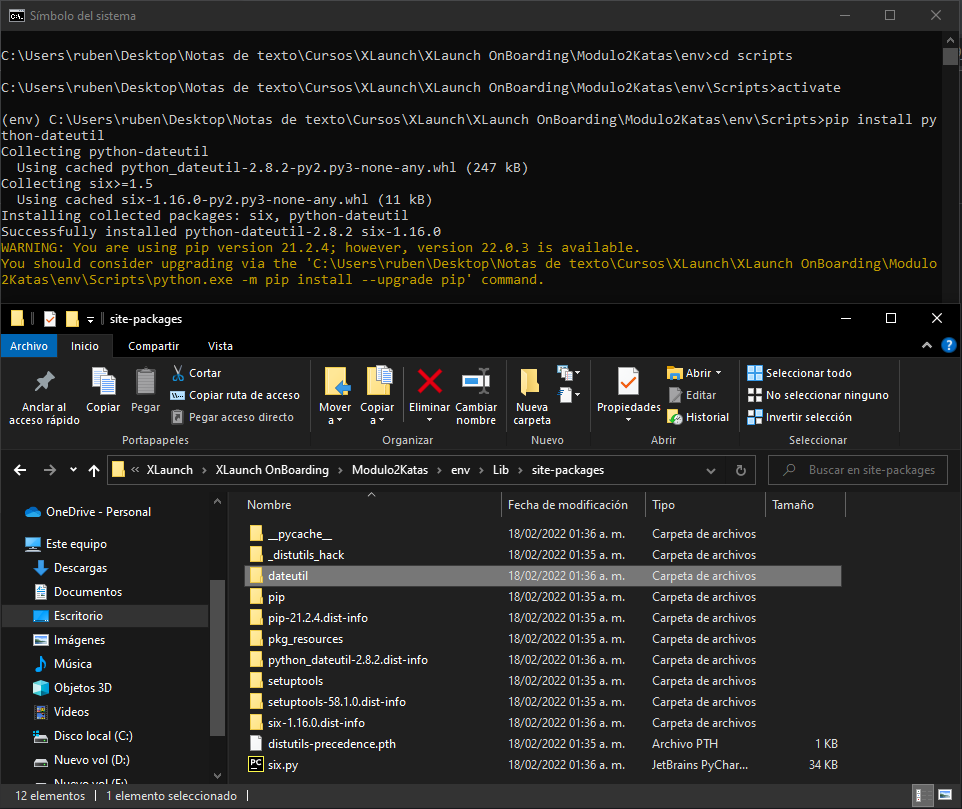 Símbolo del sistema
C:\Users\ruben\Desktop\Notas de texto\Cursos\XLaunch\XLaunch OnBoarding\Modulo2Katas\env>cd scripts
C:\Users\ruben\Desktop\Notas de texto\Cursos\XLaunch\XLaunch OnBoarding\Modulo2Katas\env\Scripts>activate
(env) C:\Users\ruben\Desktop\Notas de texto\Cursos\XLaunch\XLaunch OnBoarding\Modulo2Katas\env\Scripts>pip install py
thon-dateutil
Collecting python-dateutil
  Using cached python_dateutil-2.8.2-py2.py3-none-any.whl (247 kB)
Collecting six>=1.5
  Using cached six-1.16.0-py2.py3-none-any.whl (11 kB)
Installing collected packages: six, python-dateutil
Successfully installed python-dateutil-2.8.2 six-1.16.0
WARNING: You are using pip version 21.2.4; however, version 22.0.3 is available.
You should consider upgrading via the 'C:\Users\ruben\Desktop\Notas de texto\Cursos\XLaunch\XLaunch OnBoarding\Modulo
2Katas\env\Scripts\python.exe -m pip install --upgrade pip' command.
site-packages
Archivo Inicio Compartir Vista
Anclar al acceso rápido
Copiar
Pegar
Cortar
Copiar ruta de acceso
Pegar acceso directo
Portapapeles
Mover a
Copiar a
Eliminar
Cambiar nombre
Organizar
Nueva carpeta
Nuevo
Propiedades
Abrir
Editar
Historial
Abrir
Seleccionar todo
No seleccionar ninguno
Invertir selección
Seleccionar
« XLaunch › XLaunch OnBoarding › Modulo2Katas › env › Lib › site-packages
Buscar en site-packages
OneDrive - Personal
Este equipo
Descargas
Documentos
Escritorio
Imágenes
Música
Objetos 3D
Videos
Disco local (C:)
Nuevo vol (D:)
Nuevo vol (E:)
Nombre Fecha de modificación Tipo Tamaño
__pycache__ 18/02/2022 01:36 a. m. Carpeta de archivos
_distutils_hack 18/02/2022 01:35 a. m. Carpeta de archivos
dateutil 18/02/2022 01:36 a. m. Carpeta de archivos
pip 18/02/2022 01:35 a. m. Carpeta de archivos
pip-21.2.4.dist-info 18/02/2022 01:35 a. m. Carpeta de archivos
pkg_resources 18/02/2022 01:35 a. m. Carpeta de archivos
python_dateutil-2.8.2.dist-info 18/02/2022 01:36 a. m. Carpeta de archivos
setuptools 18/02/2022 01:35 a. m. Carpeta de archivos
setuptools-58.1.0.dist-info 18/02/2022 01:35 a. m. Carpeta de archivos
six-1.16.0.dist-info 18/02/2022 01:36 a. m. Carpeta de archivos
distutils-precedence.pth 18/02/2022 01:35 a. m. Archivo PTH 1 KB
six.py 18/02/2022 01:36 a. m. JetBrains PyChar... 34 KB
12 elementos
1 elemento seleccionado